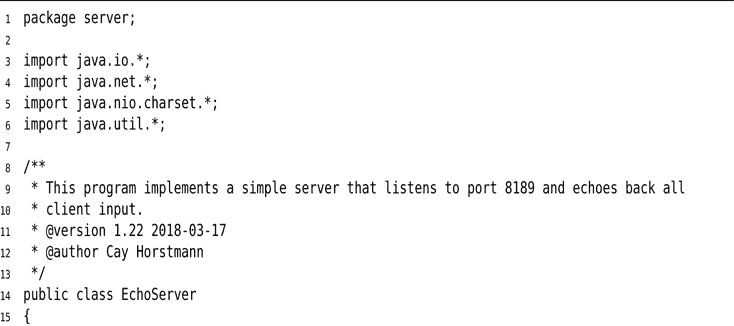 1 package server;
2
3 import java.io.*;
4 import java.net.*;
5 import java.nio.charset.*;
6 import java.util.*;
7
8 /**
9 * This program implements a simple server that listens to port 8189 and echoes back all
10 * client input.
11 * @version 1.22 2018-03-17
12 * @author Cay Horstmann
13 */
14 public class EchoServer
15 {